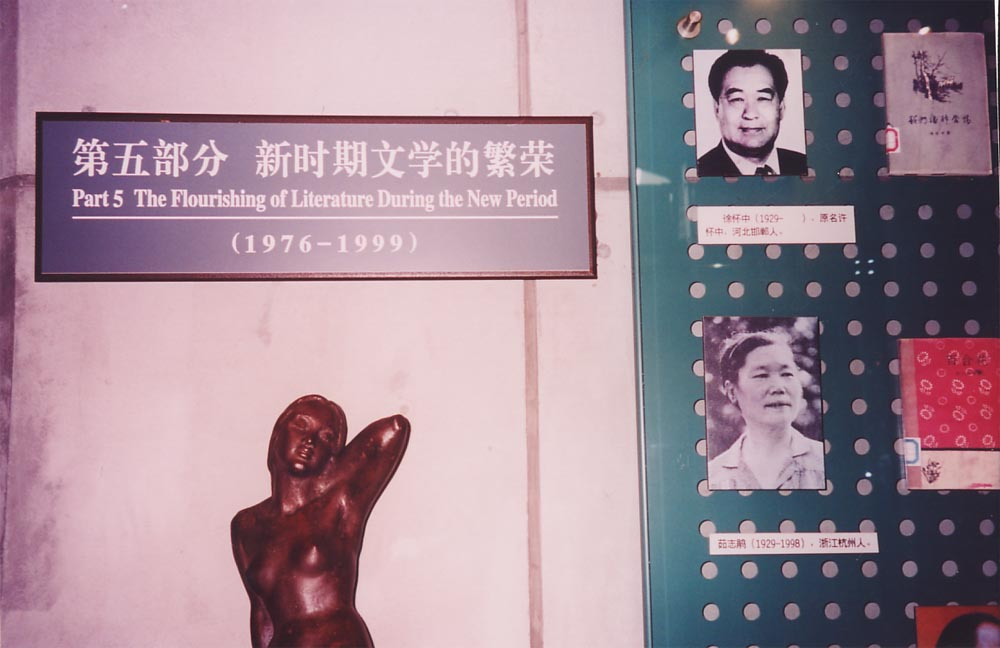 第五部分 新时期文学的繁荣
Part 5 The Flourishing of Literature During the New Period
(1976-1999)
徐怀中（1929- ），原名许
怀中，河北邯郸人。
茹志鹃（1929-1998），浙江杭州人。